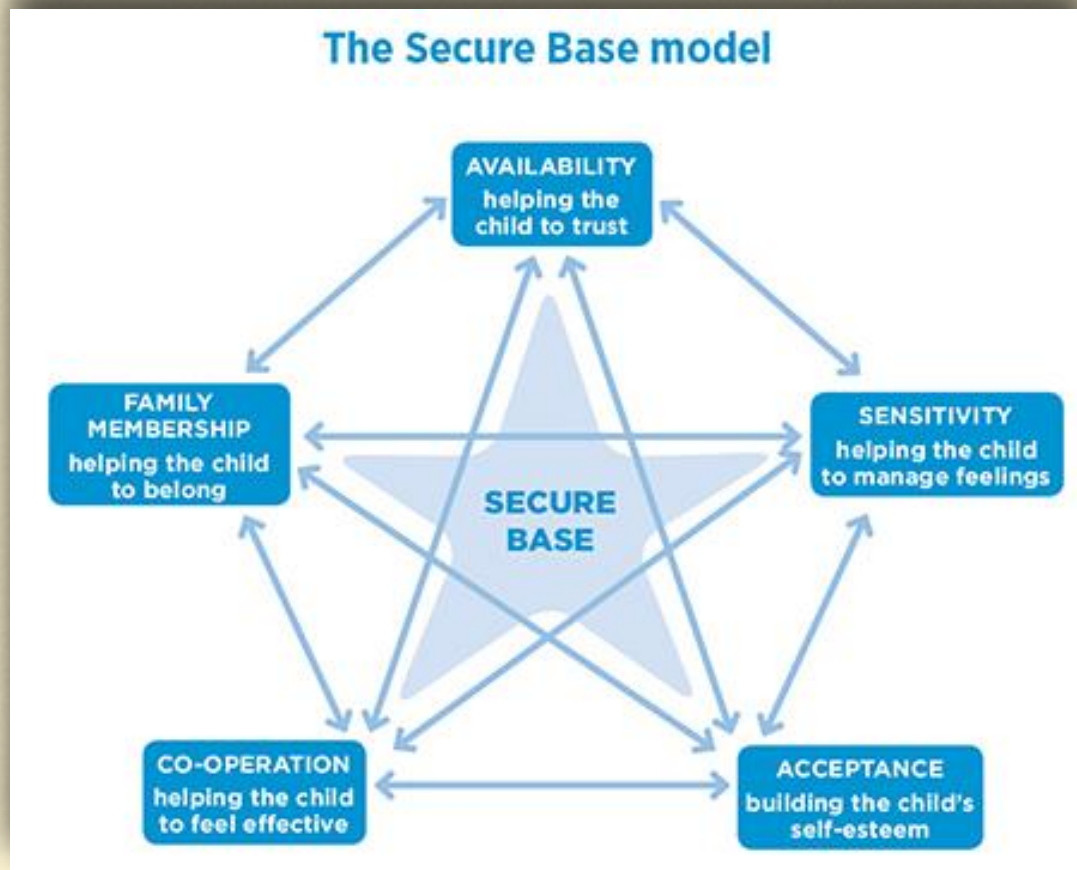 The Secure Base model
AVAILABILITY
helping the
child to trust
FAMILY
MEMBERSHIP
helping the child
to belong
SENSITIVITY
helping the child
to manage feelings
SECURE
BASE
CO-OPERATION
helping the child
to feel effective
ACCEPTANCE
building the child's
self-esteem